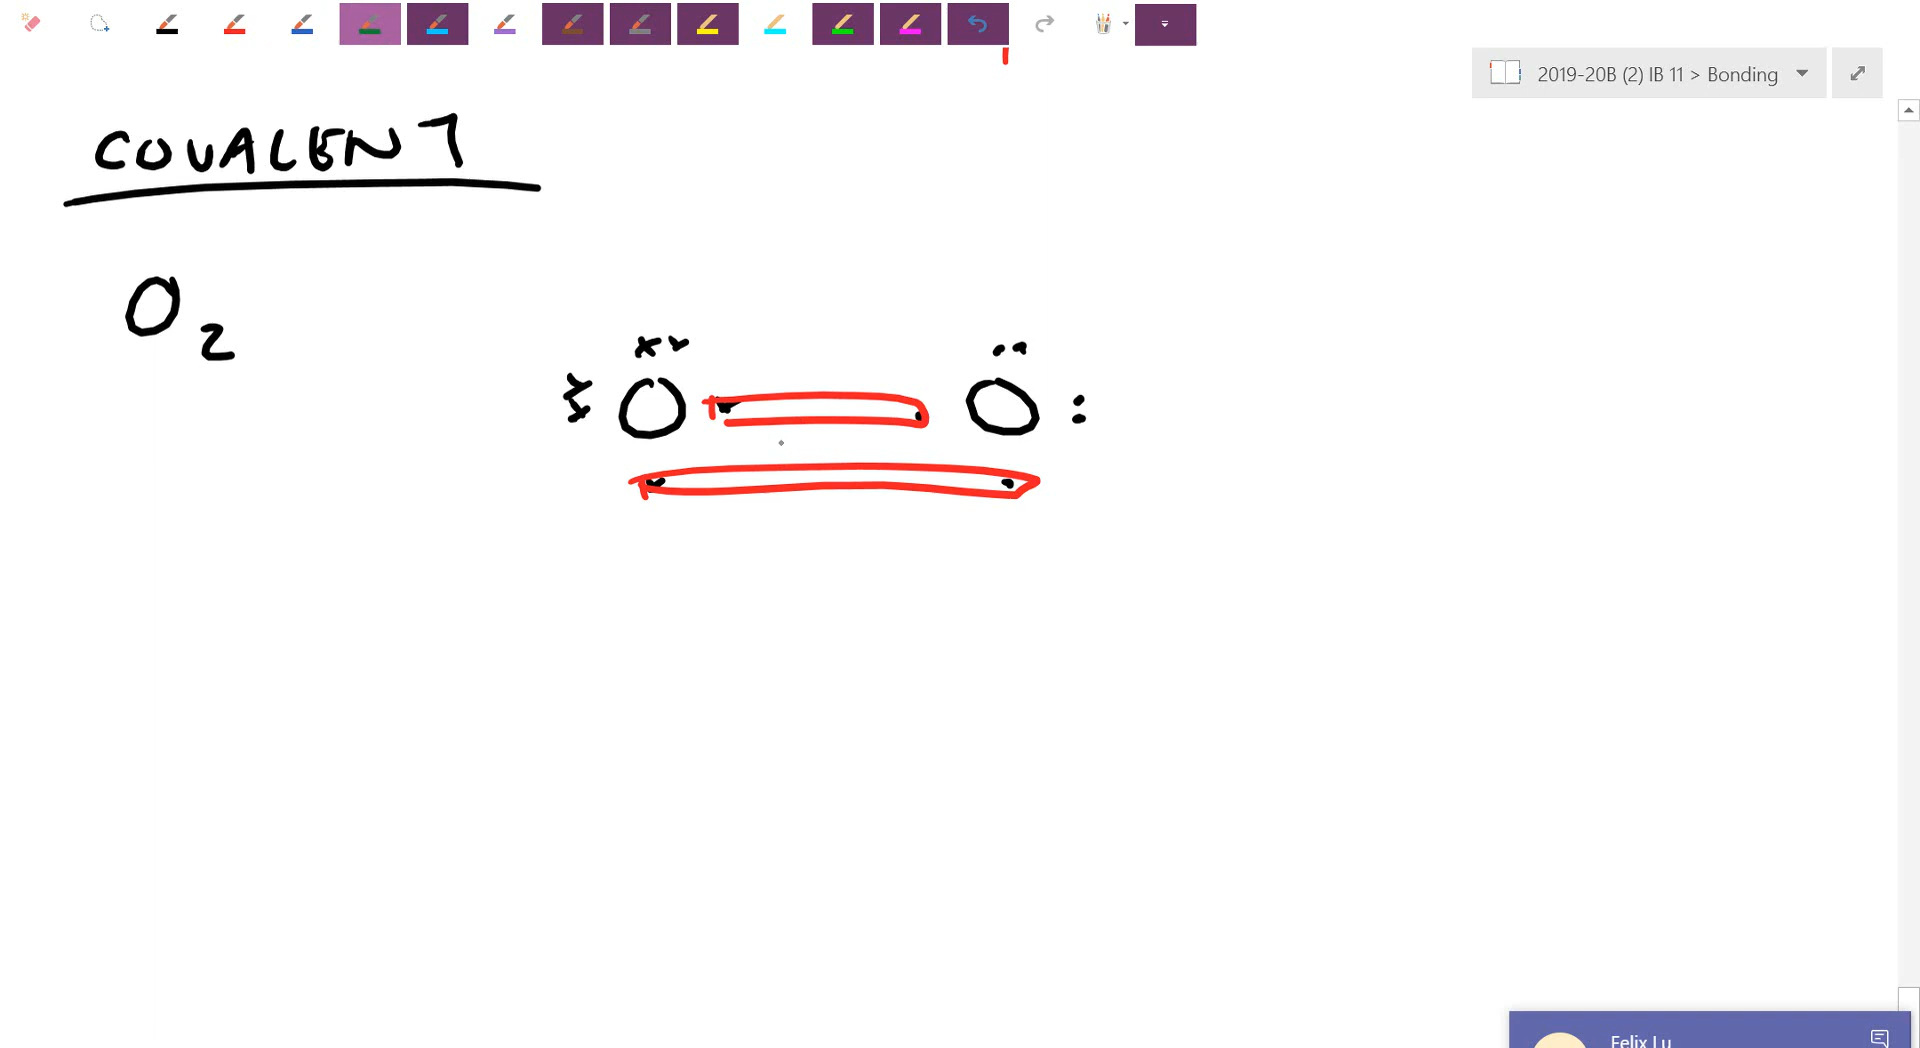 2019-20B (2) IB 11 > Bonding
COVALENT
O2
O O :
Felix Lu